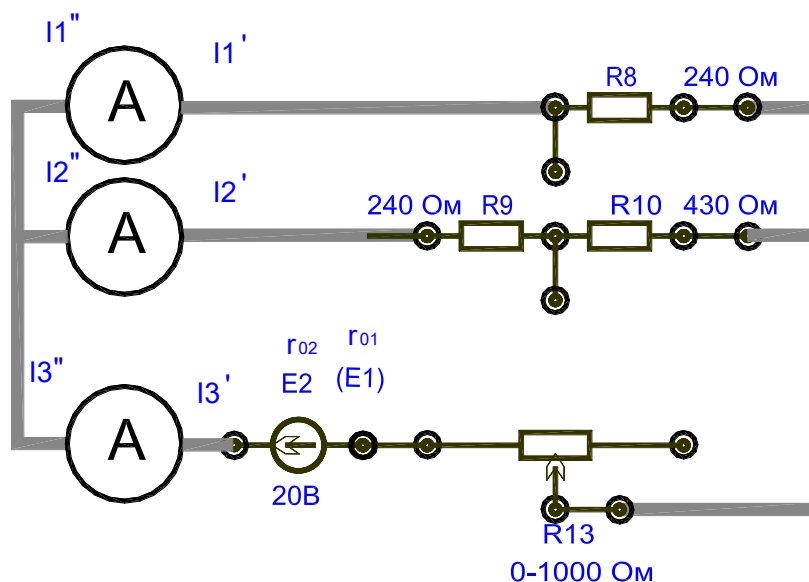 I1" I1'
A R8 240 Ом
I2" I2'
A 240 Ом R9 R10 430 Ом
r02 r01
I3" I3' E2 (E1)
A
20В
R13
0-1000 Ом